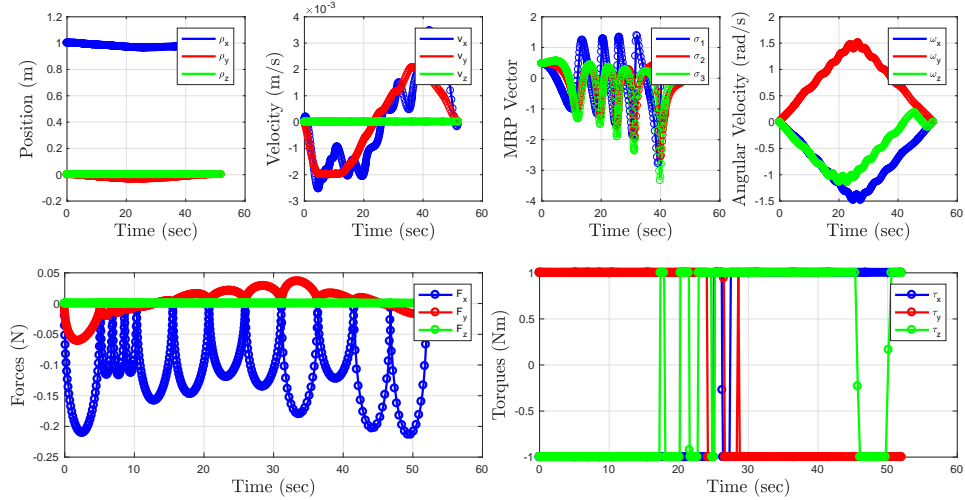 1.2
1
0.8
0.6
0.4
0.2
0
-0.2
Position (m)
0
20
40
60
Time (sec)
ρx
ρy
ρz
×10-3
4
3
2
1
0
-1
-2
-3
Velocity (m/s)
0
20
40
60
Time (sec)
vx
vy
vz
2
1
0
-1
-2
-3
-4
MRP Vector
0
20
40
60
Time (sec)
σ1
σ2
σ3
2
1.5
1
0.5
0
-0.5
-1
-1.5
Angular Velocity (rad/s)
0
20
40
60
Time (sec)
ωx
ωy
ωz
0.05
0
-0.05
-0.1
-0.15
-0.2
-0.25
Forces (N)
0
10
20
30
40
50
60
Time (sec)
Fx
Fy
Fz
1
0.5
0
-0.5
-1
Torques (Nm)
0
10
20
30
40
50
60
Time (sec)
τx
τy
τz